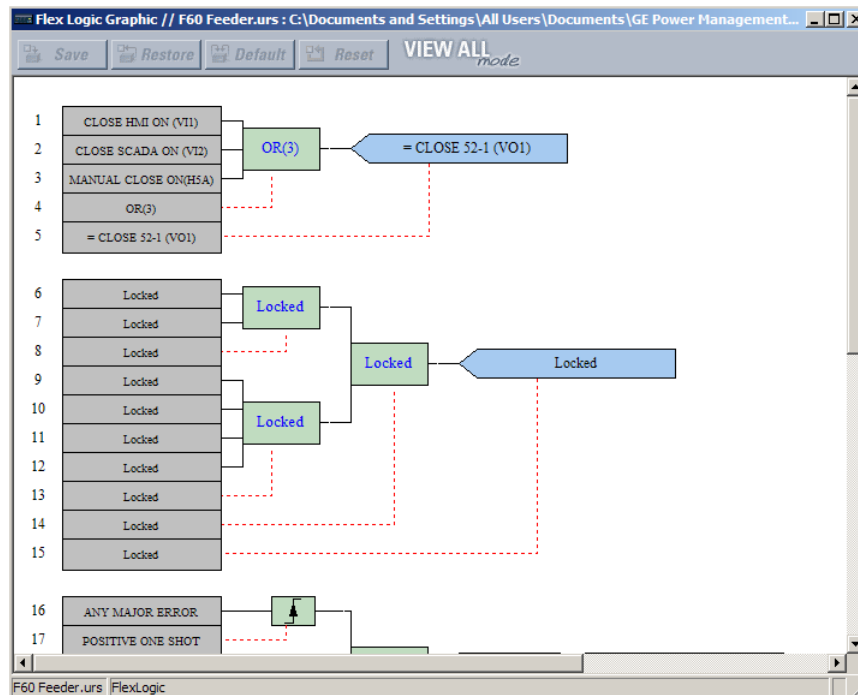 Flex Logic Graphic // F60 Feeder.urs : C:\Documents and Settings\All Users\Documents\GE Power Management...
Save Restore Default Reset VIEW ALL mode
1 CLOSE HMI ON (VI1)
2 CLOSE SCADA ON (VI2) OR(3) = CLOSE 52-1 (VO1)
3 MANUAL CLOSE ON(H5A)
4 OR(3)
5 = CLOSE 52-1 (VO1)
6 Locked
Locked
7 Locked
8 Locked
Locked Locked
9 Locked
10 Locked
Locked
11 Locked
12 Locked
13 Locked
14 Locked
15 Locked
16 ANY MAJOR ERROR
17 POSITIVE ONE SHOT
F60 Feeder.urs FlexLogic